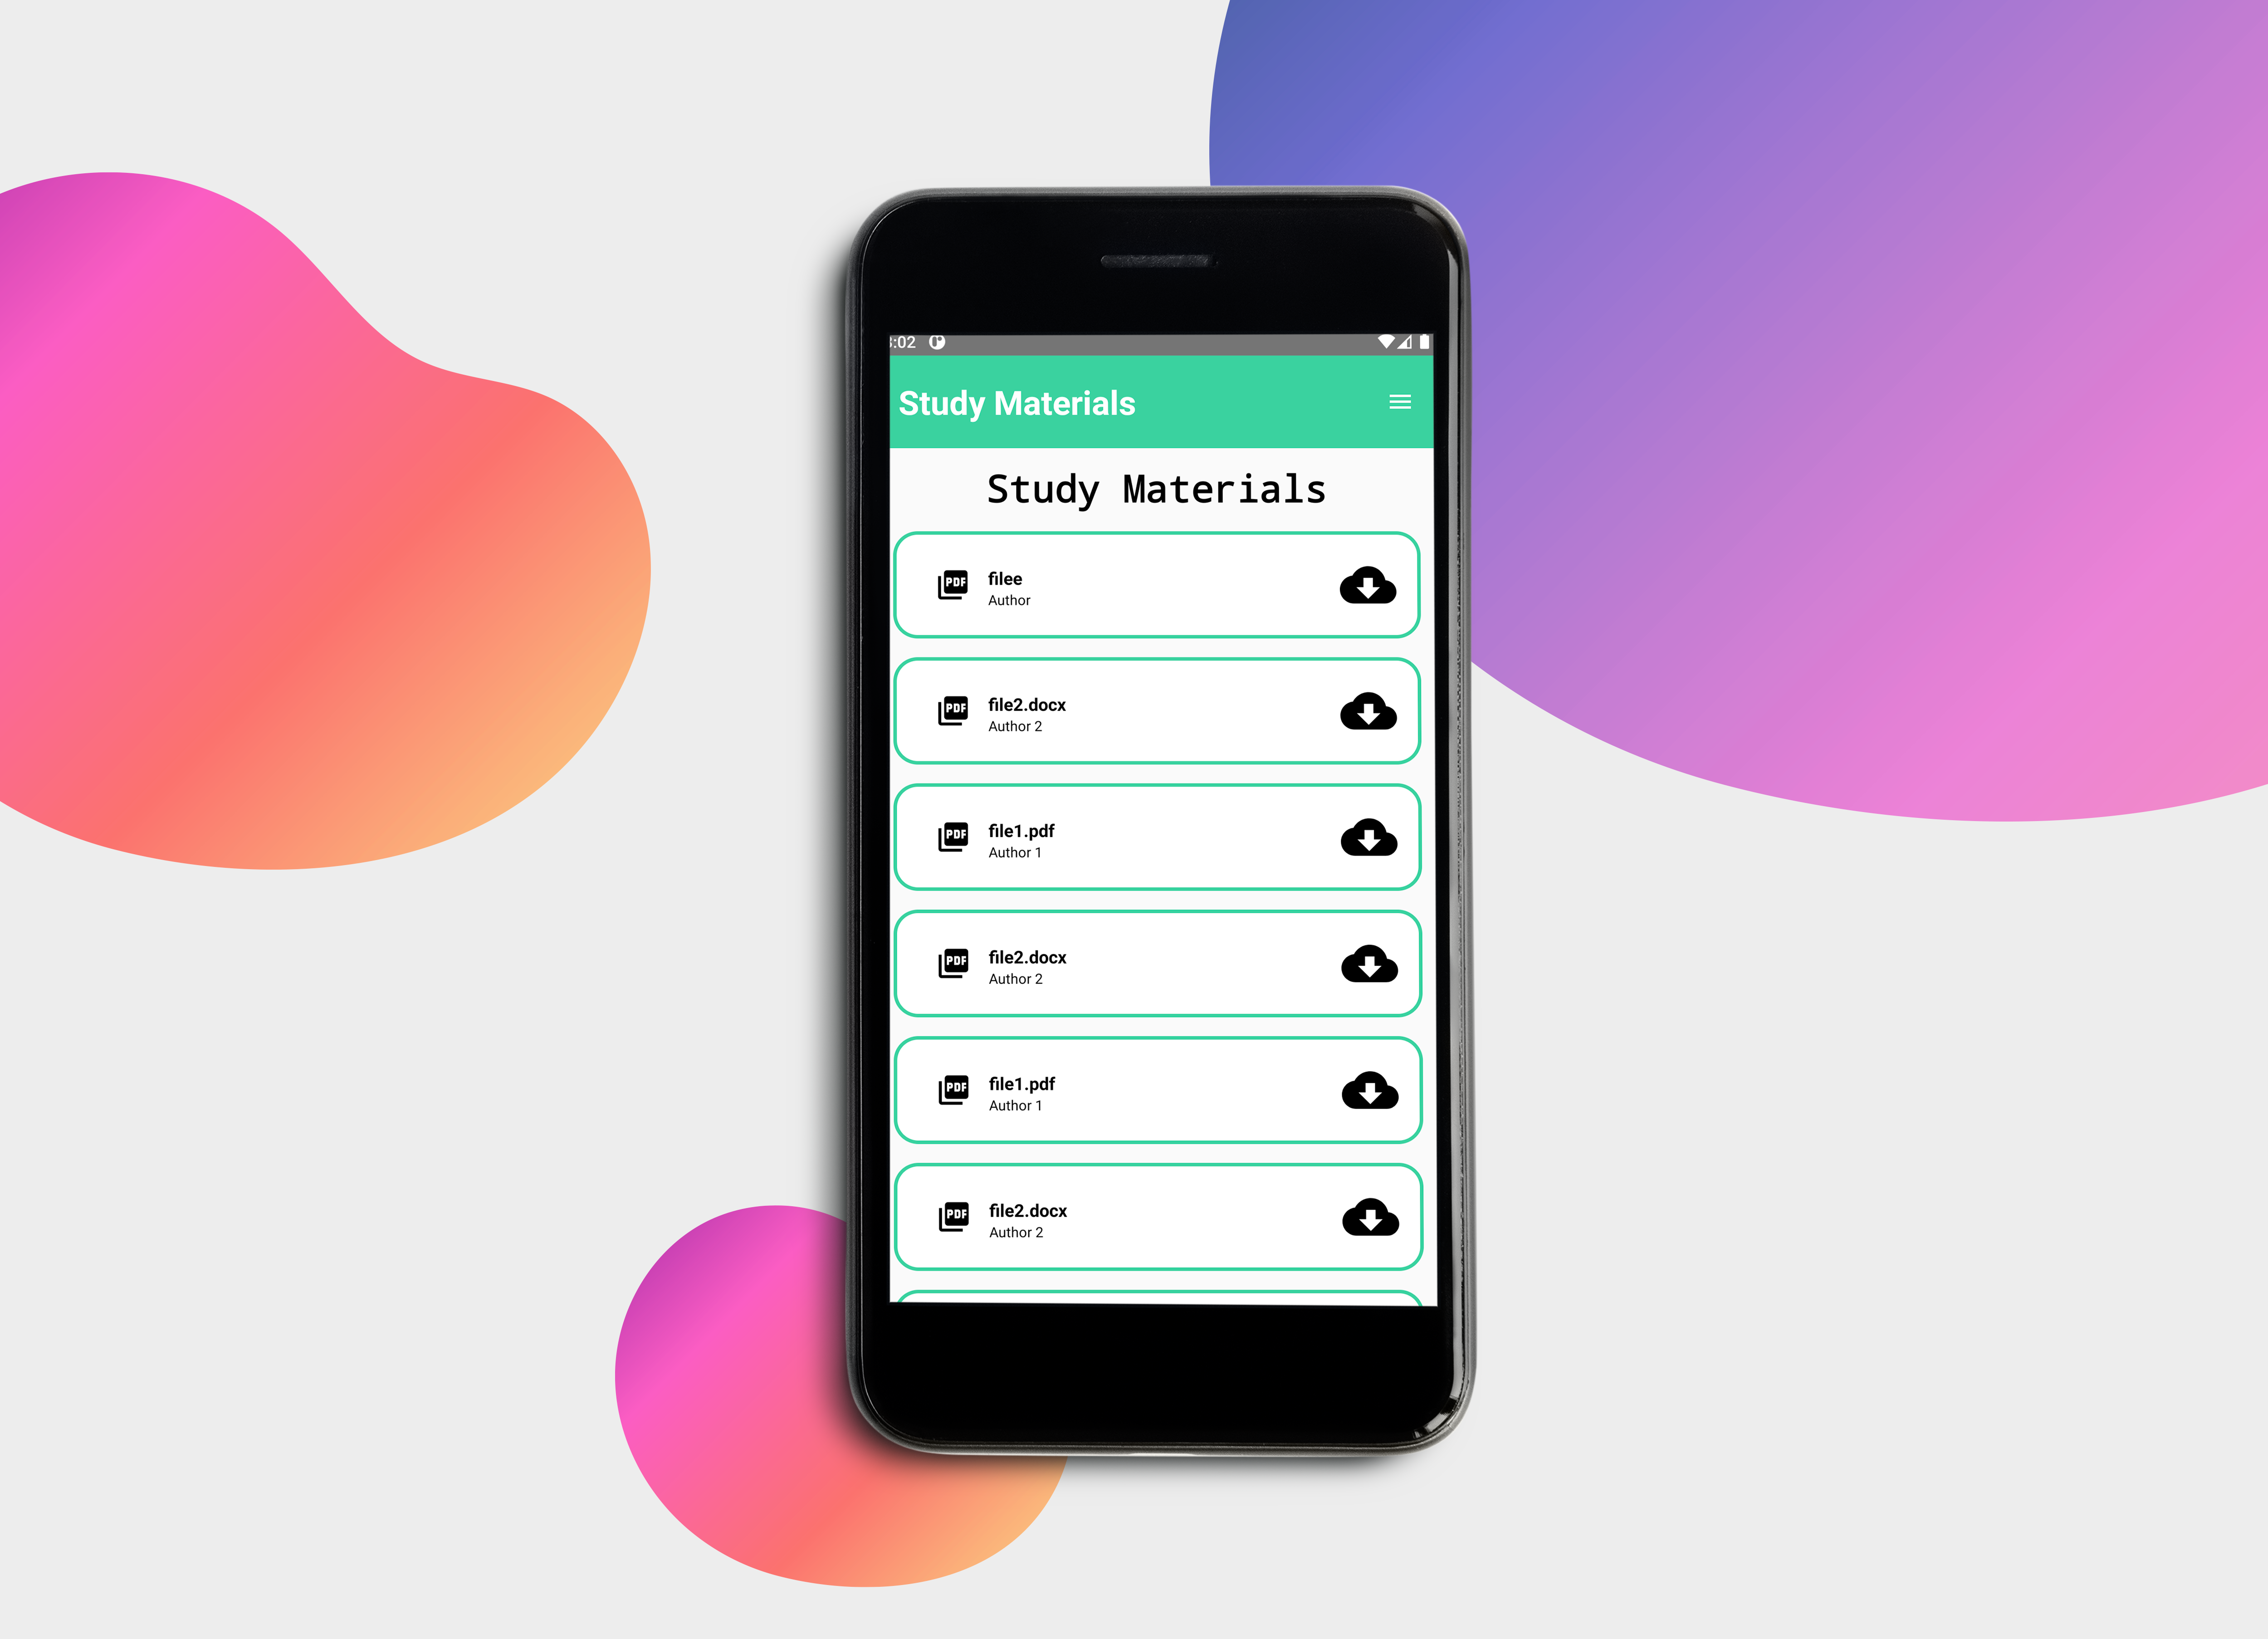 :02
Study Materials
Study Materials
PDF
filee
Author
PDF
file2.docx
Author 2
PDF
file1.pdf
Author 1
PDF
file2.docx
Author 2
PDF
file1.pdf
Author 1
PDF
file2.docx
Author 2